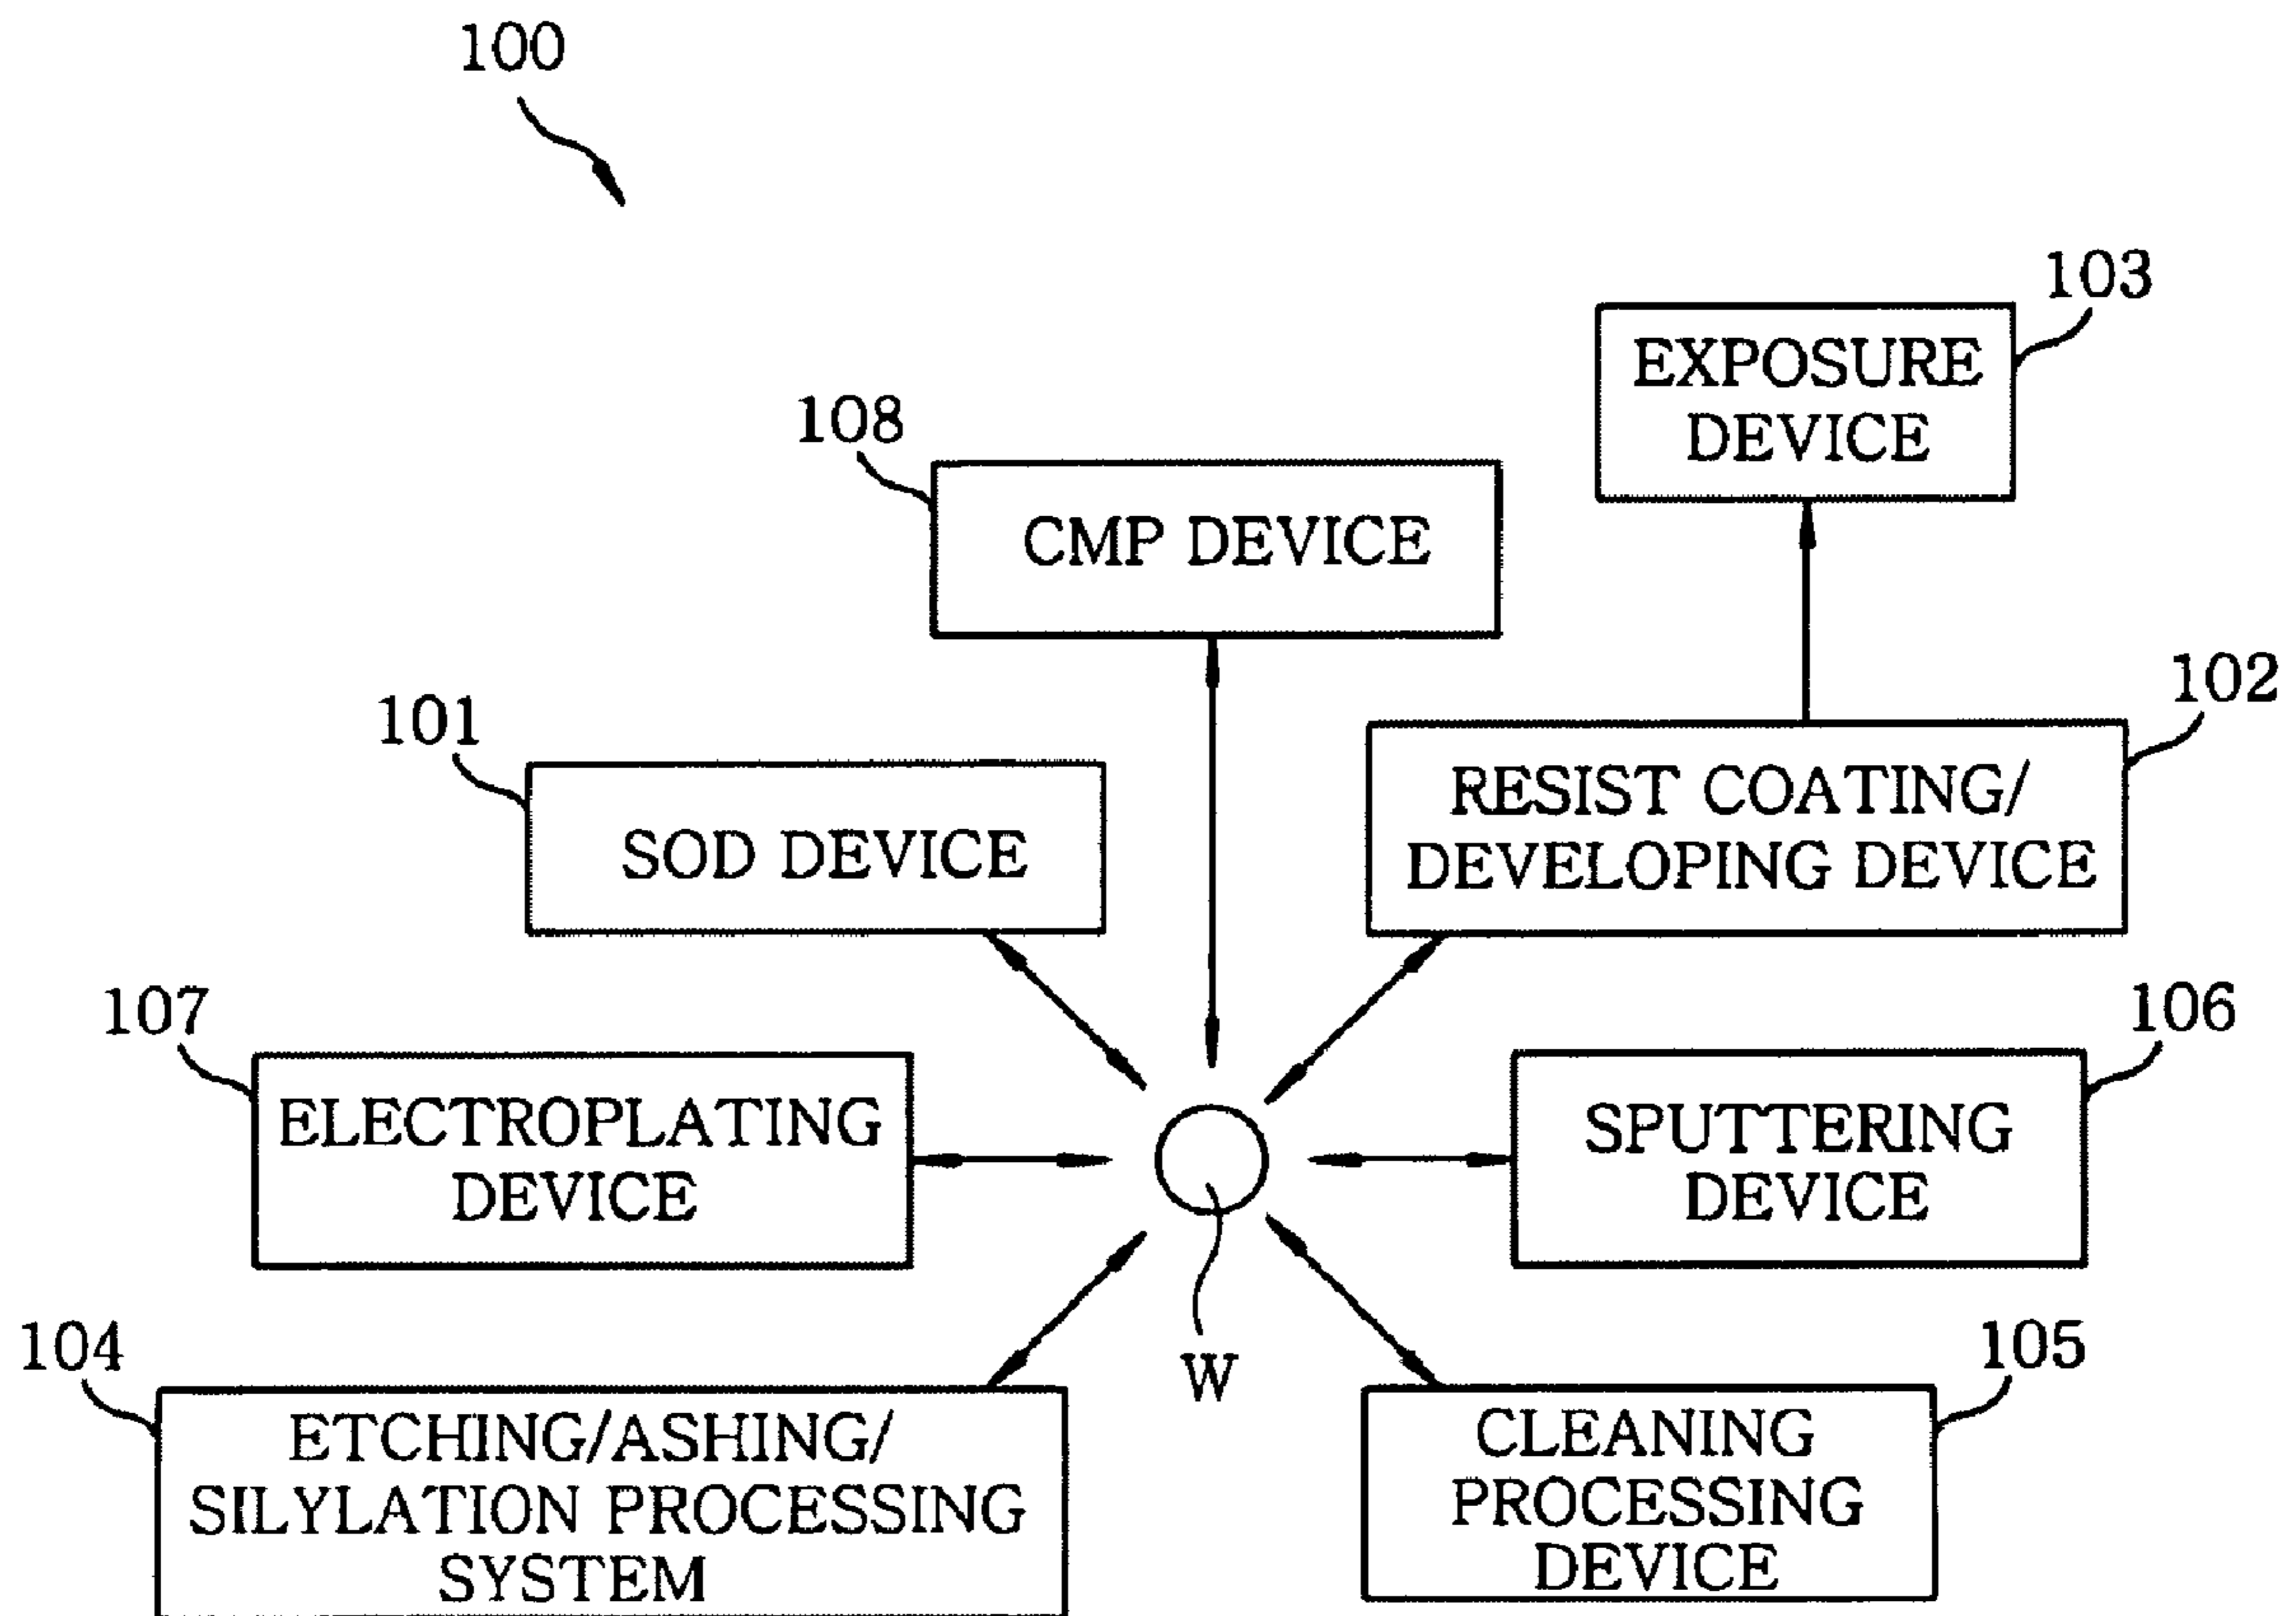 100
103
EXPOSURE
DEVICE
108
CMP DEVICE
102
101
RESIST COATING/
DEVELOPING DEVICE
SOD DEVICE
107
106
ELECTROPLATING
DEVICE
SPUTTERING
DEVICE
104
W
105
ETCHING/ASHING/
SILYLATION PROCESSING
SYSTEM
CLEANING
PROCESSING
DEVICE